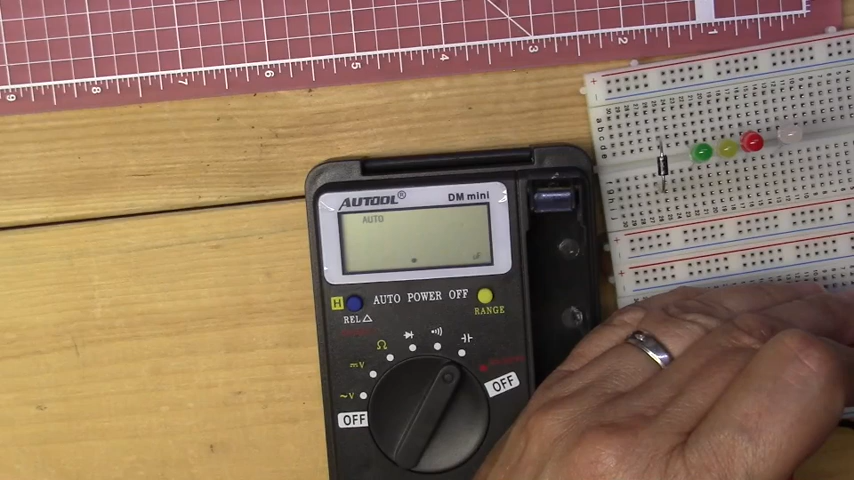 9 8 7 6 5 4 3 2 1
AUTOOL® DM mini
AUTO
H AUTO POWER OFF
REL△ RANGE
Ω
⎓V
~V
OFF OFF